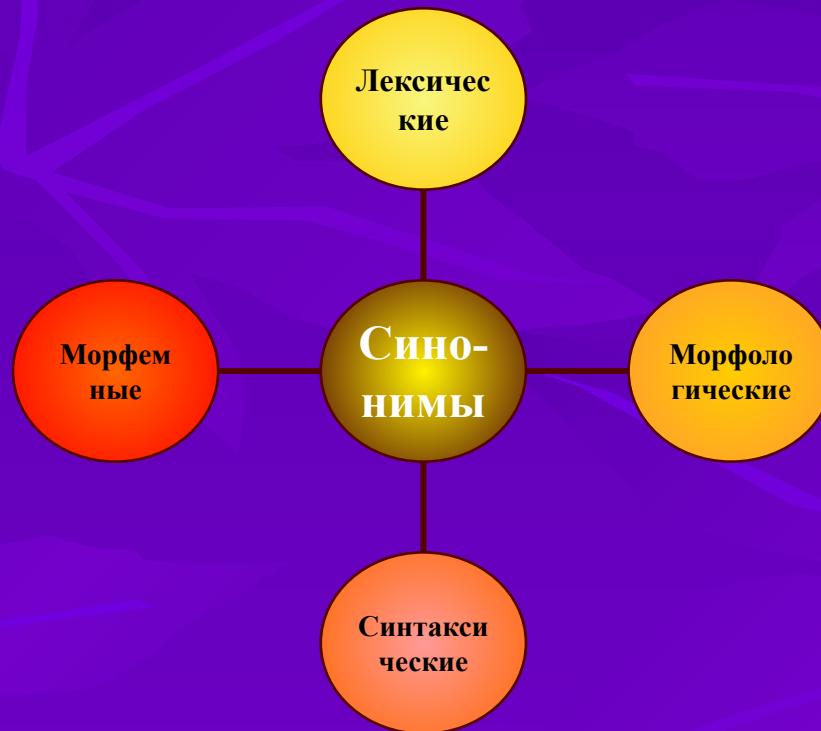 Лексичес
кие
Морфем
ные
Сино-
нимы
Морфоло
гические
Синтакси
ческие